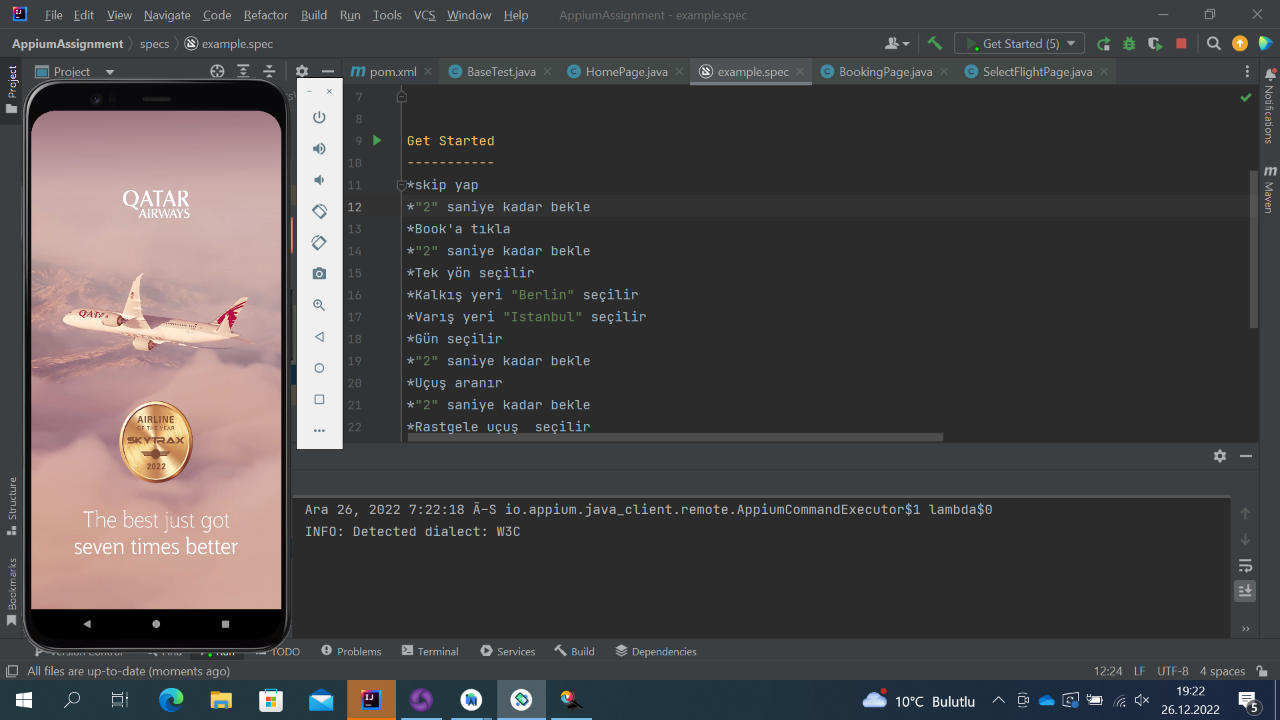 File Edit View Navigate Code Refactor Build Run Tools VCS Window Help AppiumAssignment - example.spec
AppiumAssignment specs example.spec Get Started (5)
Project
Project
pom.xml BaseTest.java HomePage.java example.spec BookingPage.java SelectFlightPage.java
Notifications
Maven
7
8
9 Get Started
10 -----------
11 *skip yap
12 *"2" saniye kadar bekle
13 *Book'a tıkla
14 *"2" saniye kadar bekle
15 *Tek yön seçilir
16 *Kalkış yeri "Berlin" seçilir
17 *Varış yeri "Istanbul" seçilir
18 *Gün seçilir
19 *"2" saniye kadar bekle
20 *Uçuş aranır
21 *"2" saniye kadar bekle
22 *Rastgele uçuş seçilir
QATAR
AIRWAYS
QATAR
AIRLINE
OF THE YEAR
SKYTRAX
2022
The best just got
seven times better
Structure
Bookmarks
Ara 26, 2022 7:22:18 Ã-S io.appium.java_client.remote.AppiumCommandExecutor$1 lambda$0
INFO: Detected dialect: W3C
Version Control Find Run TODO Problems Terminal Services Build Dependencies
All files are up-to-date (moments ago) 12:24 LF UTF-8 4 spaces
10°C Bulutlu
19:22
26.12.2022
5